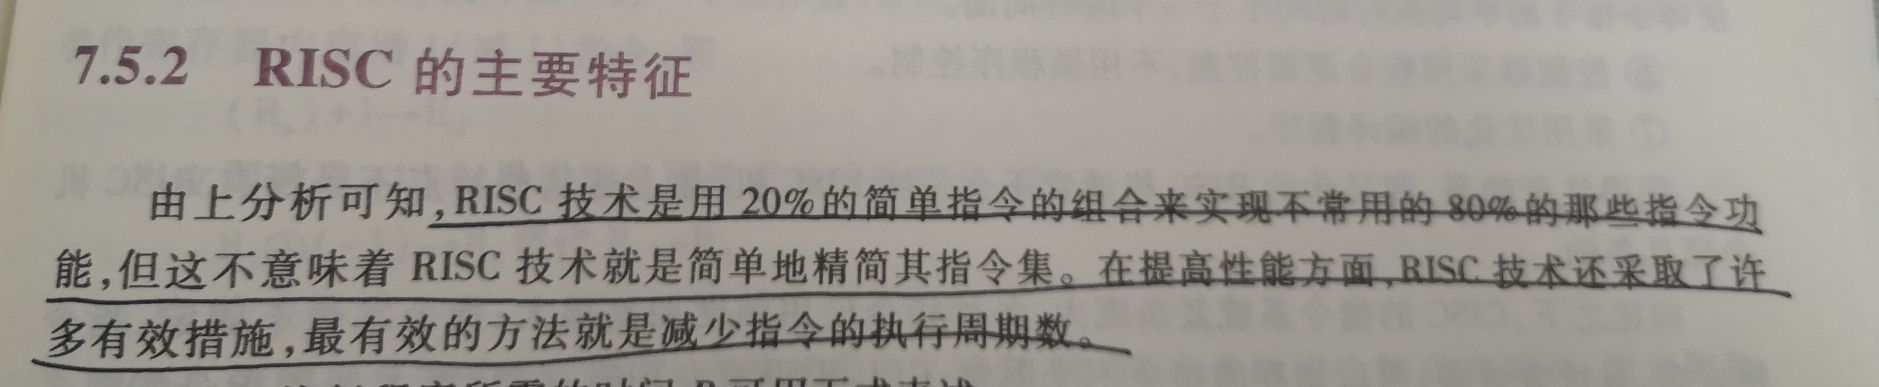 7.5.2 RISC 的主要特征
由上分析可知,RISC 技术是用 20%的简单指令的组合来实现不常用的 80%的那些指令功
能,但这不意味着 RISC 技术就是简单地精简其指令集。在提高性能方面,RISC 技术还采取了许
多有效措施,最有效的方法就是减少指令的执行周期数。